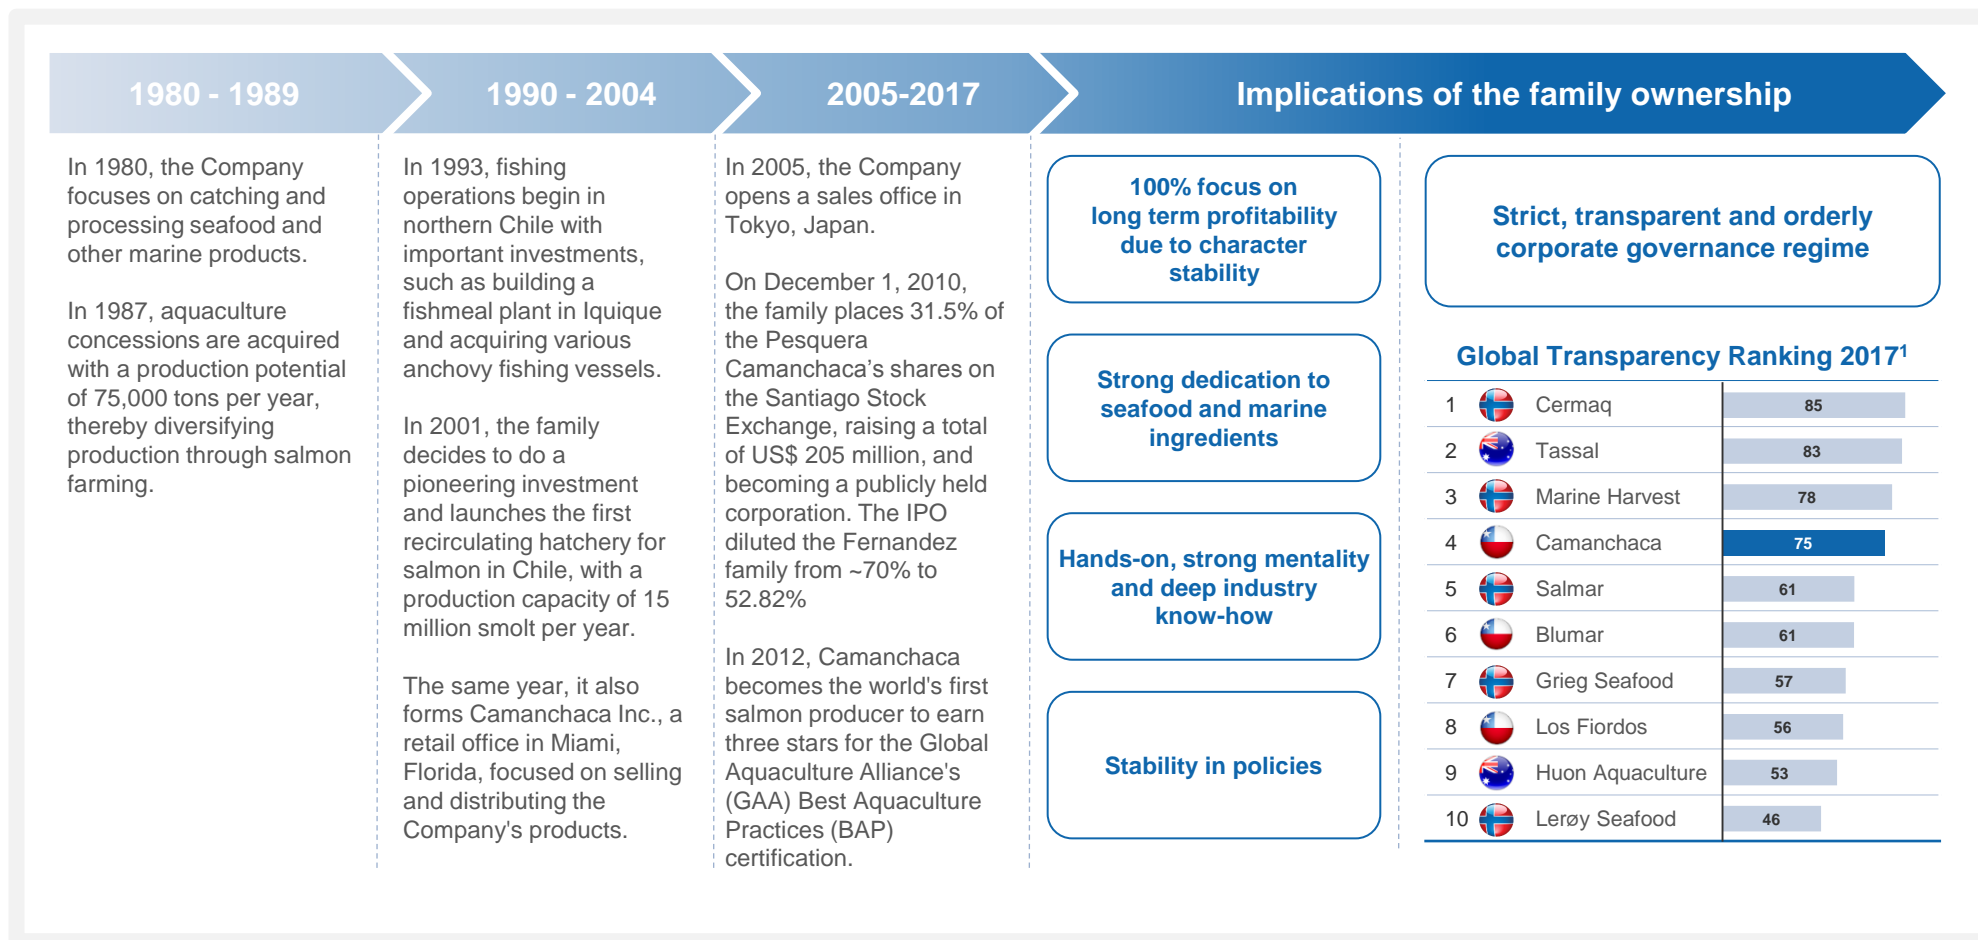 1980 - 1989
1990 - 2004
2005-2017
Implications of the family ownership
In 1980, the Company
focuses on catching and
processing seafood and
other marine products.
In 1987, aquaculture
concessions are acquired
with a production potential
of 75,000 tons per year,
thereby diversifying
production through salmon
farming.
In 1993, fishing
operations begin in
northern Chile with
important investments,
such as building a
fishmeal plant in Iquique
and acquiring various
anchovy fishing vessels.
In 2001, the family
decides to do a
pioneering investment
and launches the first
recirculating hatchery for
salmon in Chile, with a
production capacity of 15
million smolt per year.
The same year, it also
forms Camanchaca Inc., a
retail office in Miami,
Florida, focused on selling
and distributing the
Company's products.
In 2005, the Company
opens a sales office in
Tokyo, Japan.
On December 1, 2010,
the family places 31.5% of
the Pesquera
Camanchaca’s shares on
the Santiago Stock
Exchange, raising a total
of US$ 205 million, and
becoming a publicly held
corporation. The IPO
diluted the Fernandez
family from ~70% to
52.82%
In 2012, Camanchaca
becomes the world's first
salmon producer to earn
three stars for the Global
Aquaculture Alliance's
(GAA) Best Aquaculture
Practices (BAP)
certification.
100% focus on
long term profitability
due to character
stability
Strong dedication to
seafood and marine
ingredients
Hands-on, strong mentality
and deep industry
know-how
Stability in policies
Strict, transparent and orderly
corporate governance regime
Global Transparency Ranking 2017¹
1 Cermaq 85
2 Tassal 83
3 Marine Harvest 78
4 Camanchaca 75
5 Salmar 61
6 Blumar 61
7 Grieg Seafood 57
8 Los Fiordos 56
9 Huon Aquaculture 53
10 Lerøy Seafood 46